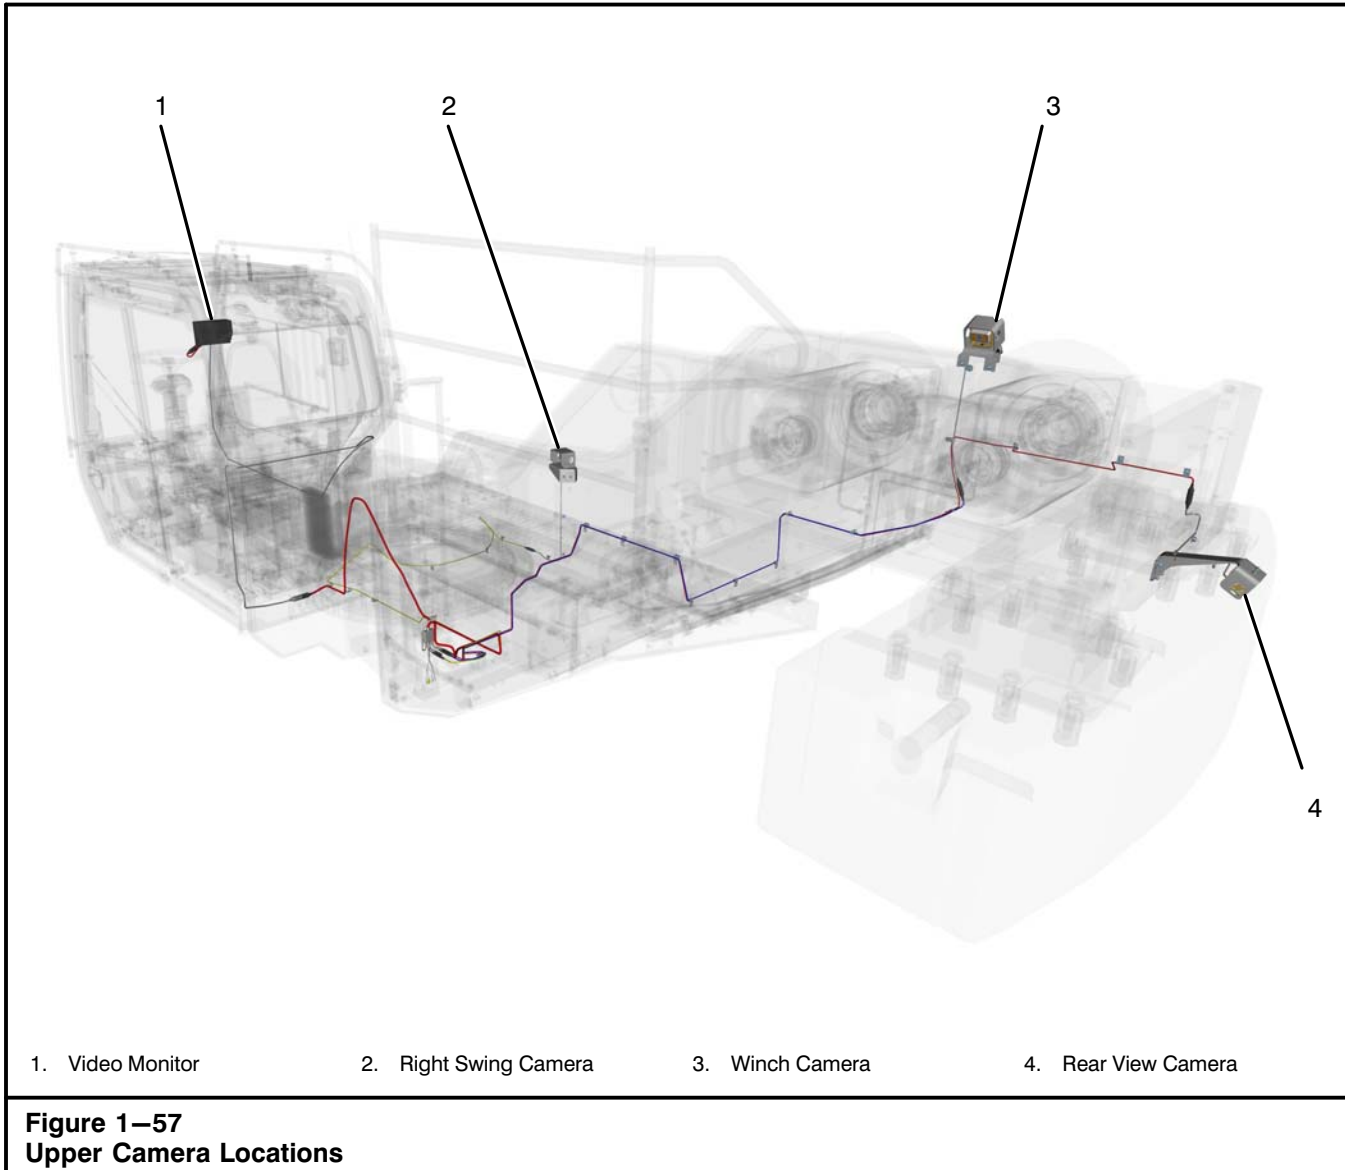 1
2
3
4
1. Video Monitor
2. Right Swing Camera
3. Winch Camera
4. Rear View Camera
Figure 1—57
Upper Camera Locations